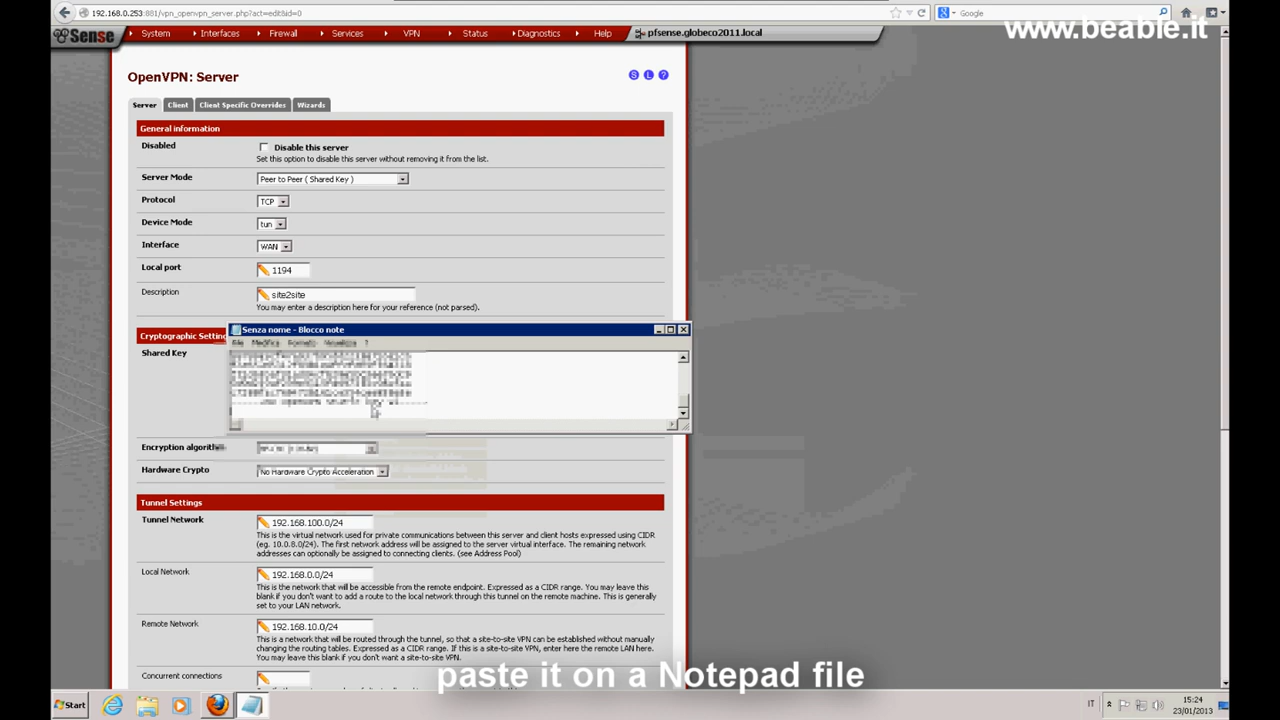 192.168.0.253:881/vpn_openvpn_server.php?act=edit&id=0
Google
www.beable.it
Sense
System
Interfaces
Firewall
Services
VPN
Status
Diagnostics
Help
pfsense.globeco2011.local
OpenVPN: Server
S L ?
Server
Client
Client Specific Overrides
Wizards
General information
Disabled
Disable this server
Set this option to disable this server without removing it from the list.
Server Mode
Peer to Peer ( Shared Key )
Protocol
TCP
Device Mode
tun
Interface
WAN
Local port
1194
Description
site2site
You may enter a description here for your reference (not parsed).
Cryptographic Settin
Senza nome - Blocco note
File Modifica Formato Visualizza ?
Shared Key
Encryption algorith
Hardware Crypto
No Hardware Crypto Acceleration
Tunnel Settings
Tunnel Network
192.168.100.0/24
This is the virtual network used for private communications between this server and client hosts expressed using CIDR
(eg. 10.0.8.0/24). The first network address will be assigned to the server virtual interface. The remaining network
addresses can optionally be assigned to connecting clients. (see Address Pool)
Local Network
192.168.0.0/24
This is the network that will be accessible from the remote endpoint. Expressed as a CIDR range. You may leave this
blank if you don't want to add a route to the local network through this tunnel on the remote machine. This is generally
set to your LAN network.
Remote Network
192.168.10.0/24
This is a network that will be routed through the tunnel, so that a site-to-site VPN can be established without manually
changing the routing tables. Expressed as a CIDR range. If this is a site-to-site VPN, enter here the remote LAN here.
You may leave this blank if you don't want a site-to-site VPN.
Concurrent connections
paste it on a Notepad file
Start
IT
15:24
23/01/2013